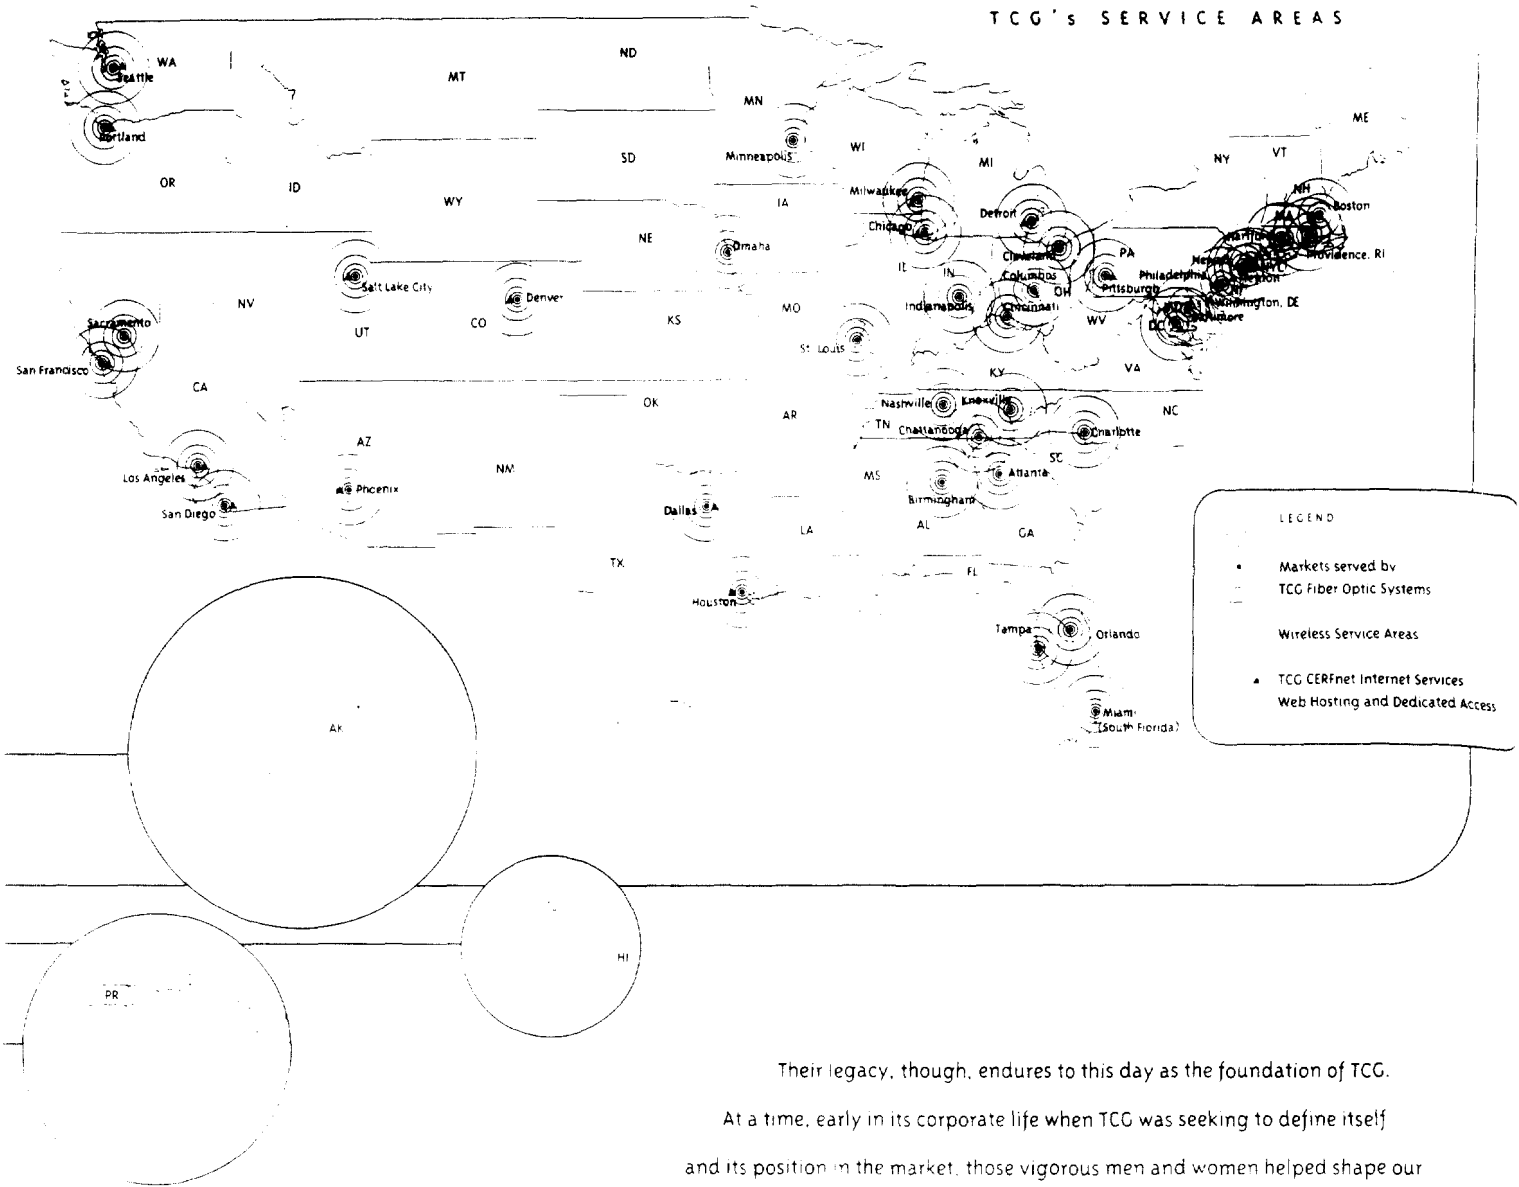 TCG's SERVICE AREAS
ND
WA
MT
Seattle
MN
ME
Portland
WI
VT
Minneapolis
SD
NY
MI
OR
ID
NH
Milwaukee
WY
IA
MA
Boston
Detroit
Chicago
NE
Omaha
Cleveland
PA
Providence, RI
IL
IN
Columbus
Philadelphia
Salt Lake City
Pittsburgh
OH
Denver
NV
Indianapolis
Cincinnati
Wilmington, DE
MO
Sacramento
CO
KS
WV
Baltimore
UT
DC
St. Louis
San Francisco
KY
VA
CA
OK
Nashville
Knoxville
AR
NC
TN
Chattanooga
Charlotte
AZ
SC
NM
MS
Atlanta
Los Angeles
Phoenix
Birmingham
San Diego
Dallas
LA
AL
GA
TX
FL
Houston
Tampa
Orlando
Miami
(South Florida)
LEGEND
Markets served by
TCG Fiber Optic Systems
Wireless Service Areas
TCG CERFnet Internet Services
Web Hosting and Dedicated Access
AK
HI
PR
Their legacy, though, endures to this day as the foundation of TCG.
At a time, early in its corporate life when TCG was seeking to define itself
and its position in the market, those vigorous men and women helped shape our